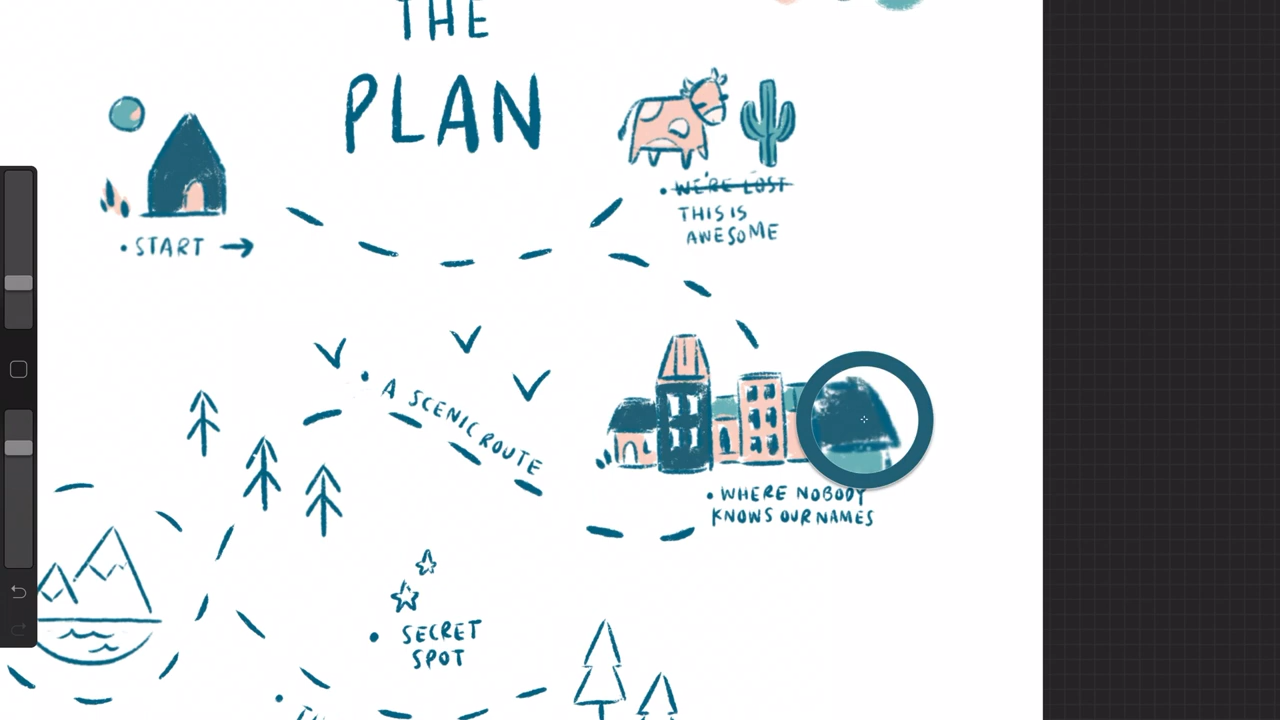 THE
PLAN
• WE'RE LOST
THIS IS
AWESOME
• START →
• A SCENIC ROUTE
• WHERE NOBODY
KNOWS OUR NAMES
• SECRET
SPOT